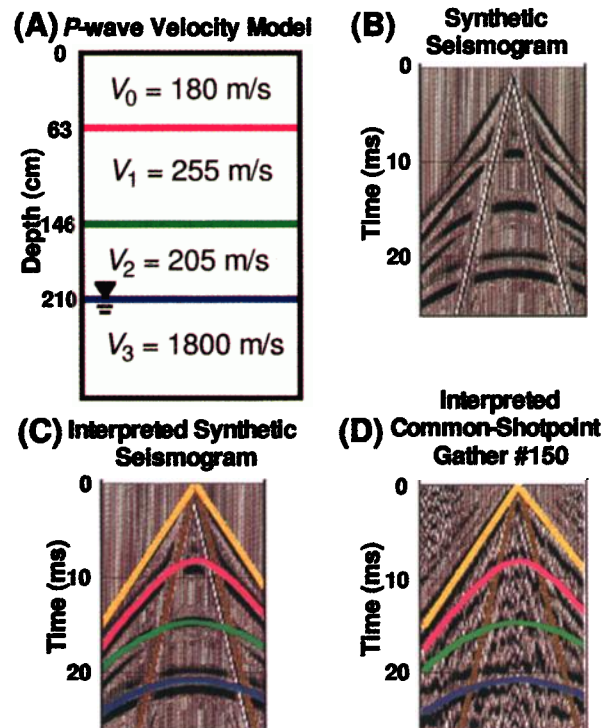 (A) P-wave Velocity Model
0
V0 = 180 m/s
63
V1 = 255 m/s
146
V2 = 205 m/s
210
V3 = 1800 m/s
Depth (cm)
(B) Synthetic
Seismogram
0
10
20
Time (ms)
(C) Interpreted Synthetic
Seismogram
0
10
20
Time (ms)
(D) Interpreted
Common-Shotpoint
Gather #150
0
10
20
Time (ms)